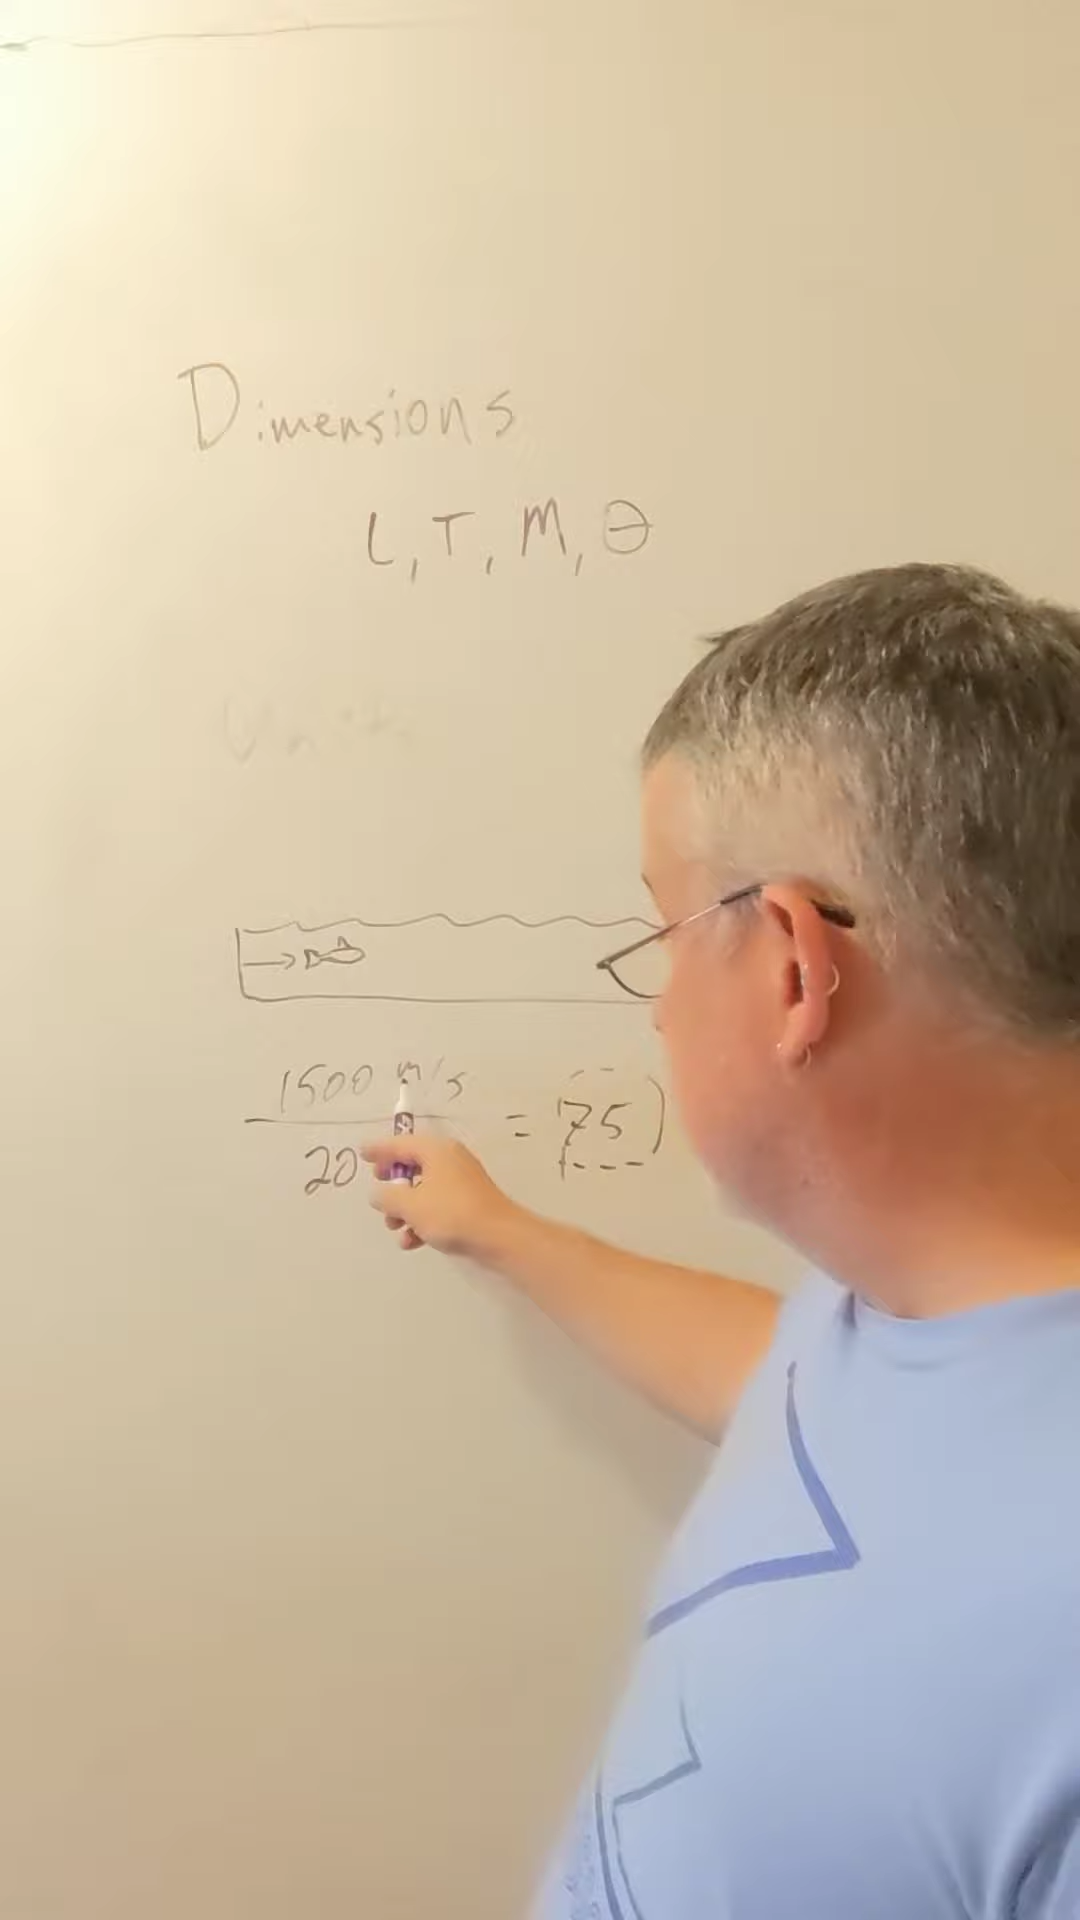 Dimensions
L, T, M, Θ
1500 m/s
20
= 75